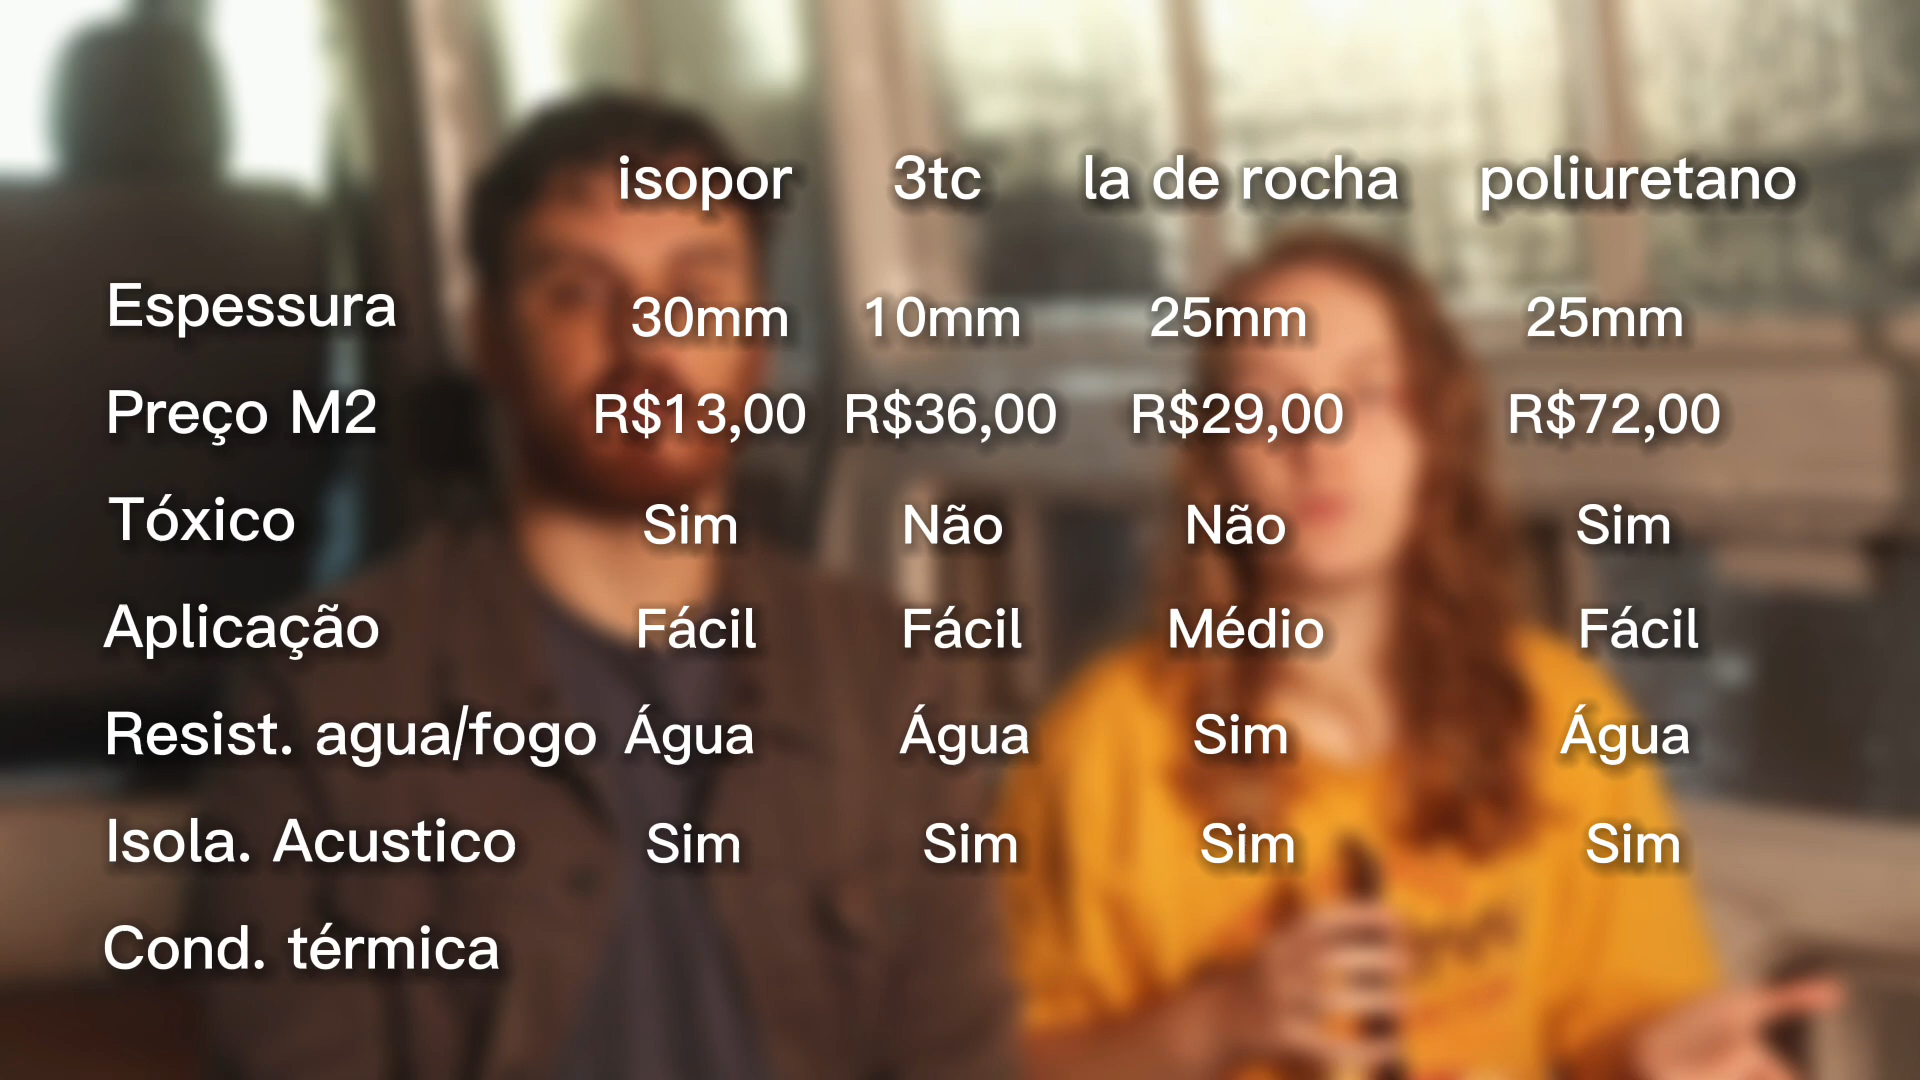 isopor 3tc la de rocha poliuretano
Espessura 30mm 10mm 25mm 25mm
Preço M2 R$13,00 R$36,00 R$29,00 R$72,00
Tóxico Sim Não Não Sim
Aplicação Fácil Fácil Médio Fácil
Resist. agua/fogo Água Água Sim Água
Isola. Acustico Sim Sim Sim Sim
Cond. térmica